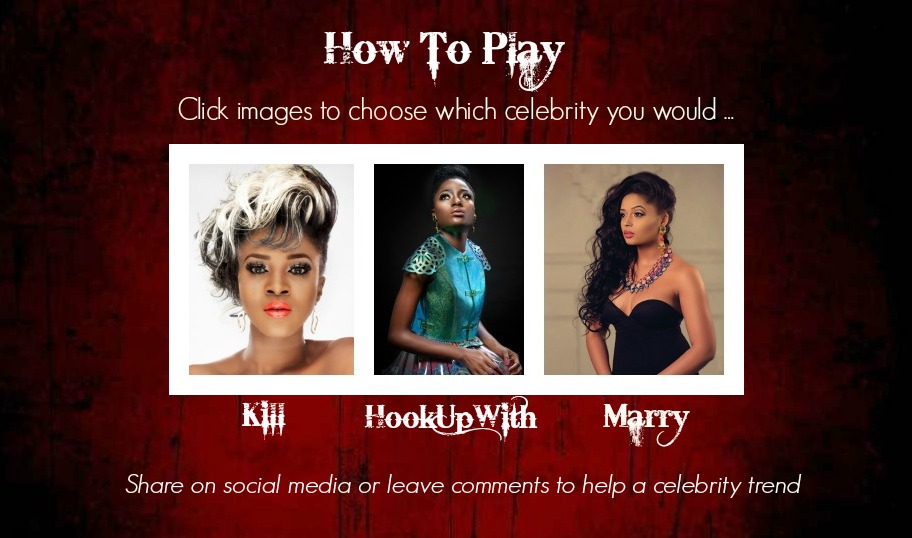 How To Play
Click images to choose which celebrity you would ...
Kill HookUpWith Marry
Share on social media or leave comments to help a celebrity trend